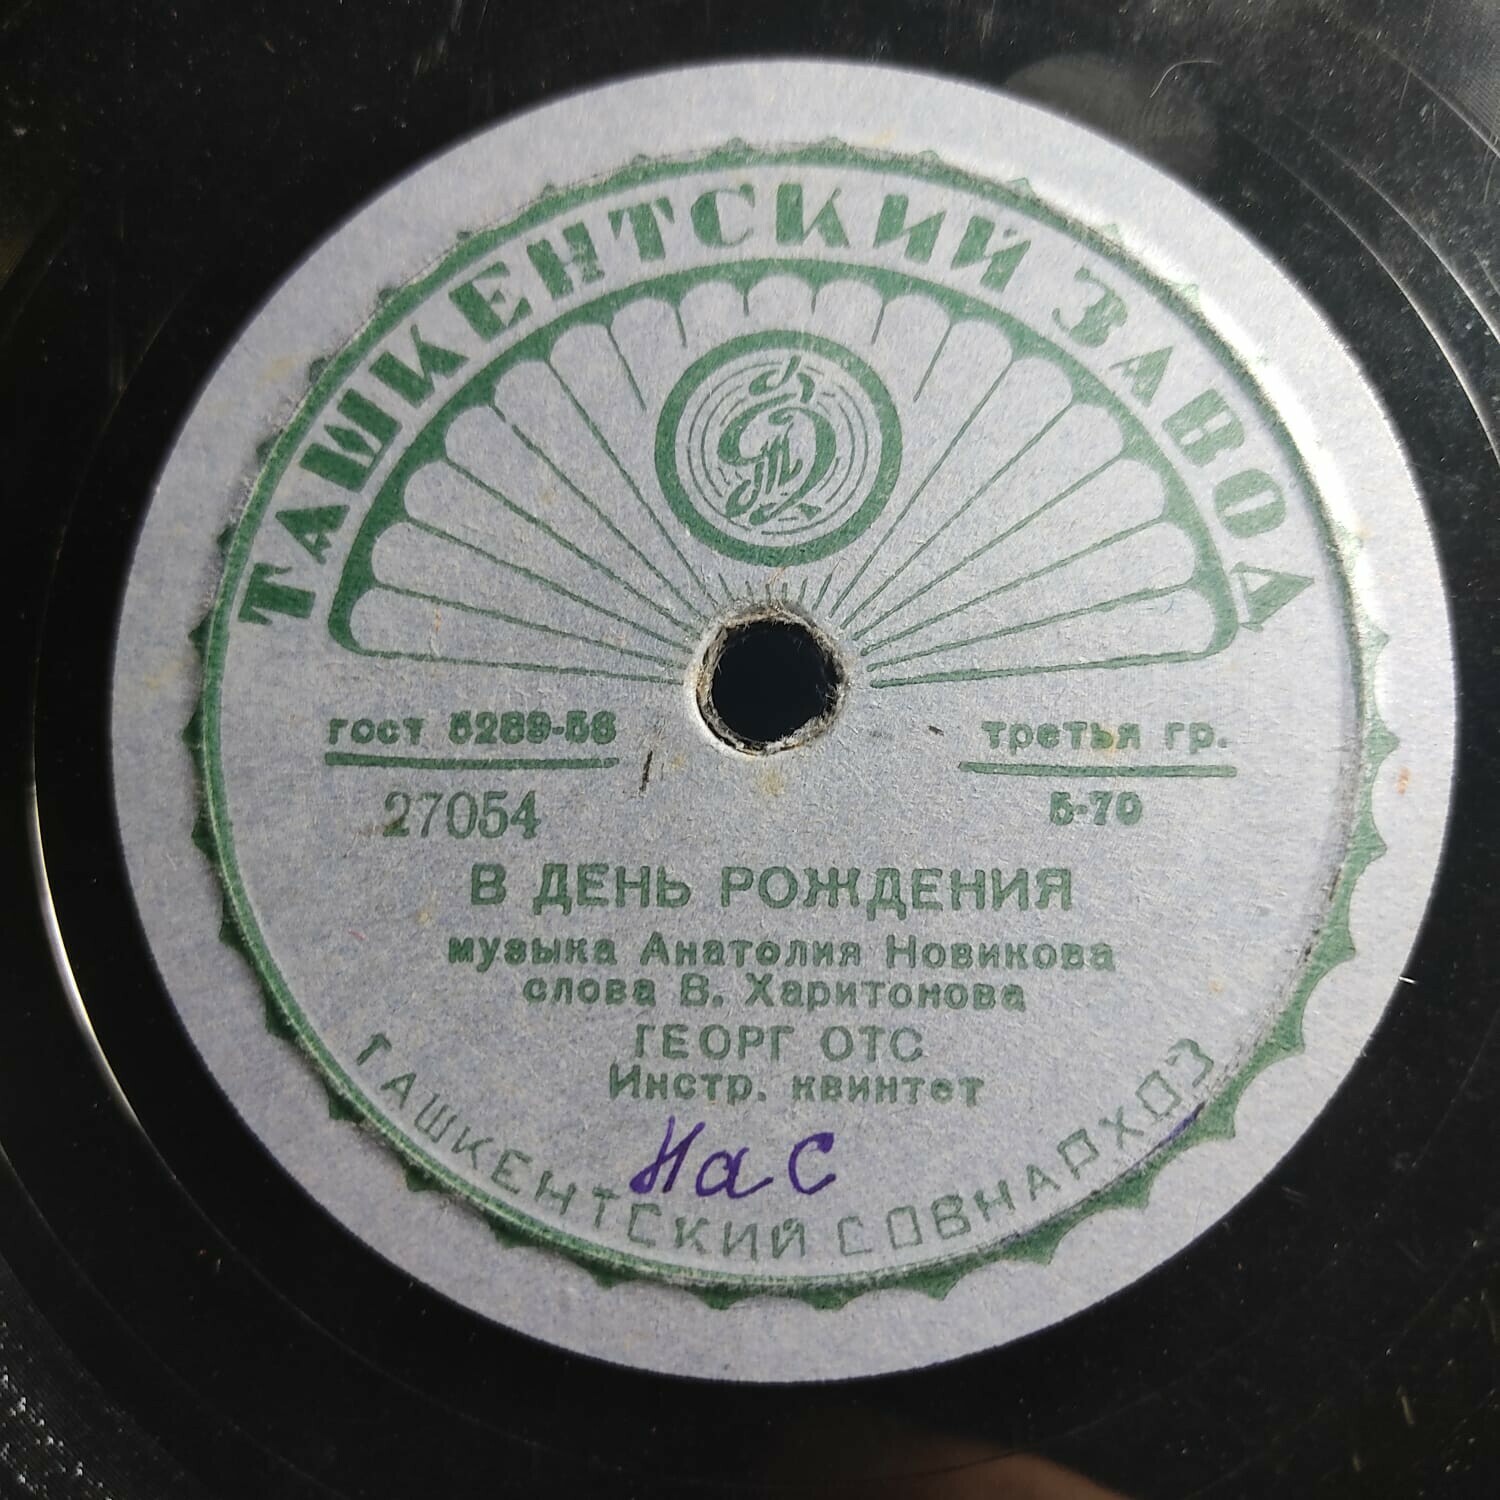 ТАШКЕНТСКИЙ ЗАВОД
гост 5289-56
третья гр.
27054
5-70
В ДЕНЬ РОЖДЕНИЯ
музыка Анатолия Новикова
слова В. Харитонова
ГЕОРГ ОТС
Инстр. квинтет
Нас
ТАШКЕНТСКИЙ СОВНАРХОЗ